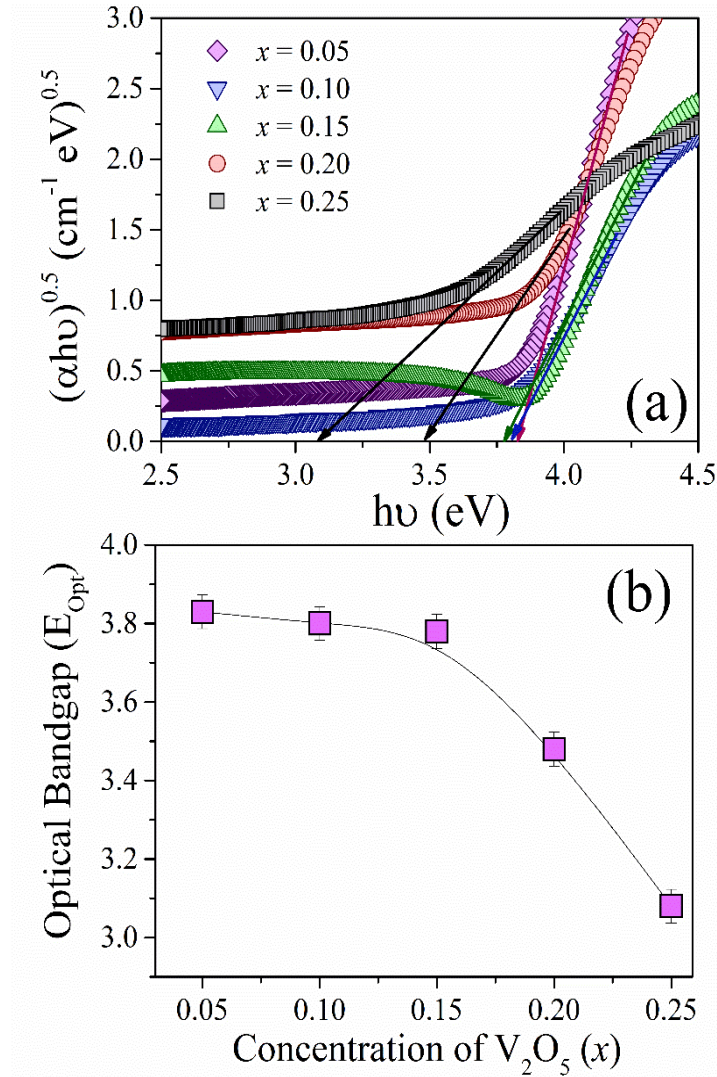 3.0
2.5
2.0
1.5
1.0
0.5
0.0
(αhυ)^0.5 (cm^-1 eV)^0.5
x = 0.05
x = 0.10
x = 0.15
x = 0.20
x = 0.25
(a)
2.5 3.0 3.5 4.0 4.5
hυ (eV)
4.0
3.8
3.6
3.4
3.2
3.0
Optical Bandgap (E_Opt)
(b)
0.05 0.10 0.15 0.20 0.25
Concentration of V₂O₅ (x)